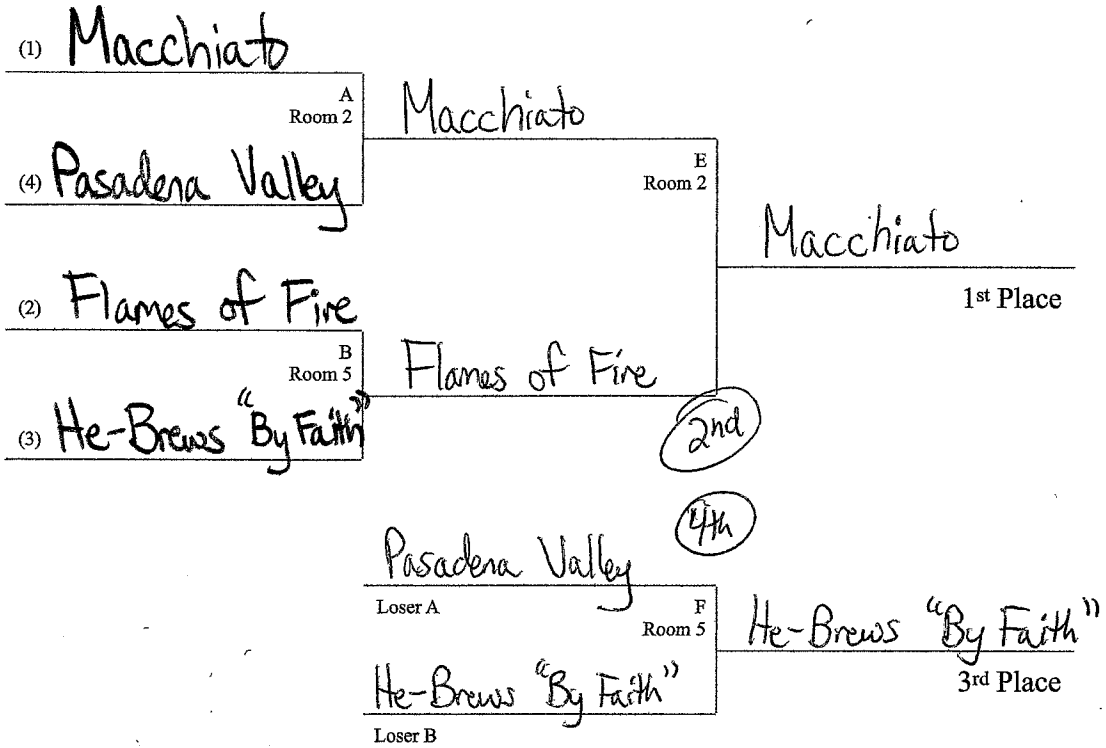 (1) Macchiato
A
Room 2
Macchiato
(4) Pasadena Valley
E
Room 2
Macchiato
1st Place
(2) Flames of Fire
B
Room 5
Flames of Fire
(3) He-Brews "By Faith"
2nd
4th
Pasadena Valley
Loser A
F
Room 5
He-Brews "By Faith"
3rd Place
He-Brews "By Faith"
Loser B